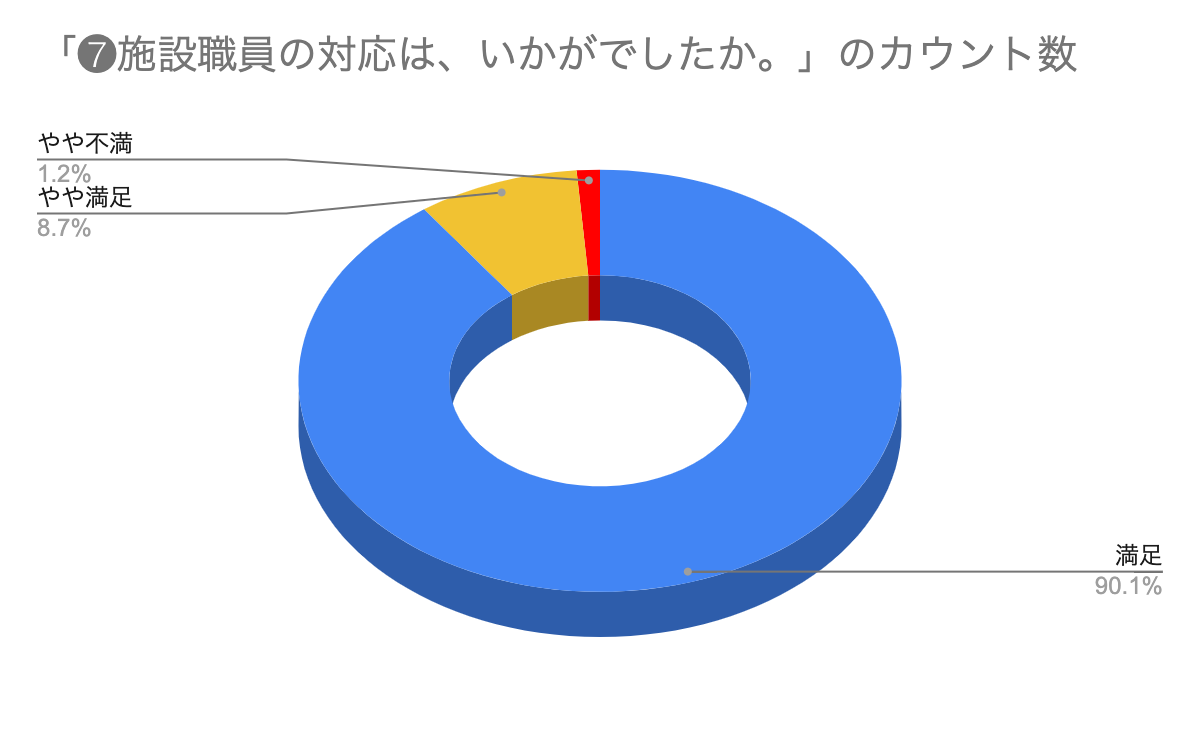 「❼施設職員の対応は、いかがでしたか。」のカウント数
やや不満
1.2%
やや満足
8.7%
満足
90.1%